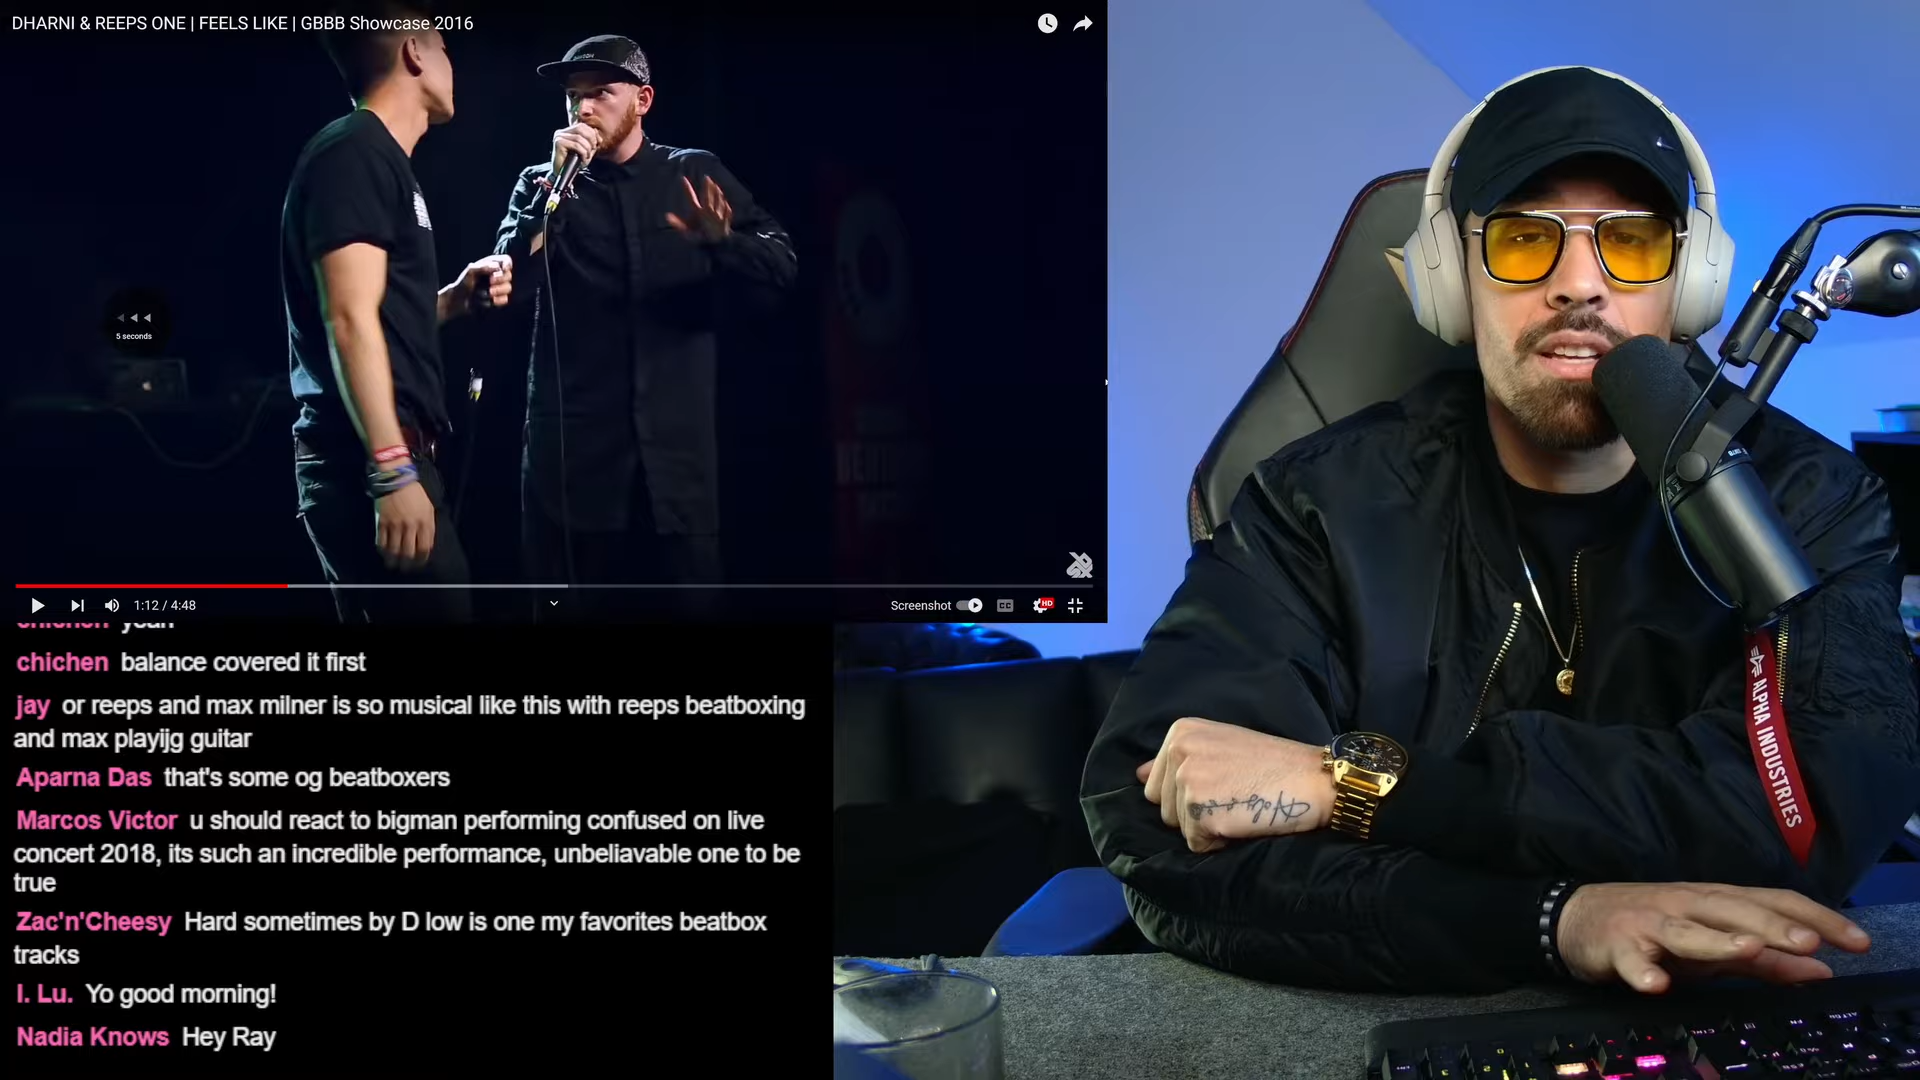 DHARNI & REEPS ONE | FEELS LIKE | GBBB Showcase 2016
5 seconds
1:12 / 4:48
Screenshot
CC
HD
chichen yeah
chichen balance covered it first
jay or reeps and max milner is so musical like this with reeps beatboxing
and max playijg guitar
Aparna Das that's some og beatboxers
Marcos Victor u should react to bigman performing confused on live
concert 2018, its such an incredible performance, unbeliavable one to be
true
Zac'n'Cheesy Hard sometimes by D low is one my favorites beatbox
tracks
I. Lu. Yo good morning!
Nadia Knows Hey Ray
ALPHA INDUSTRIES